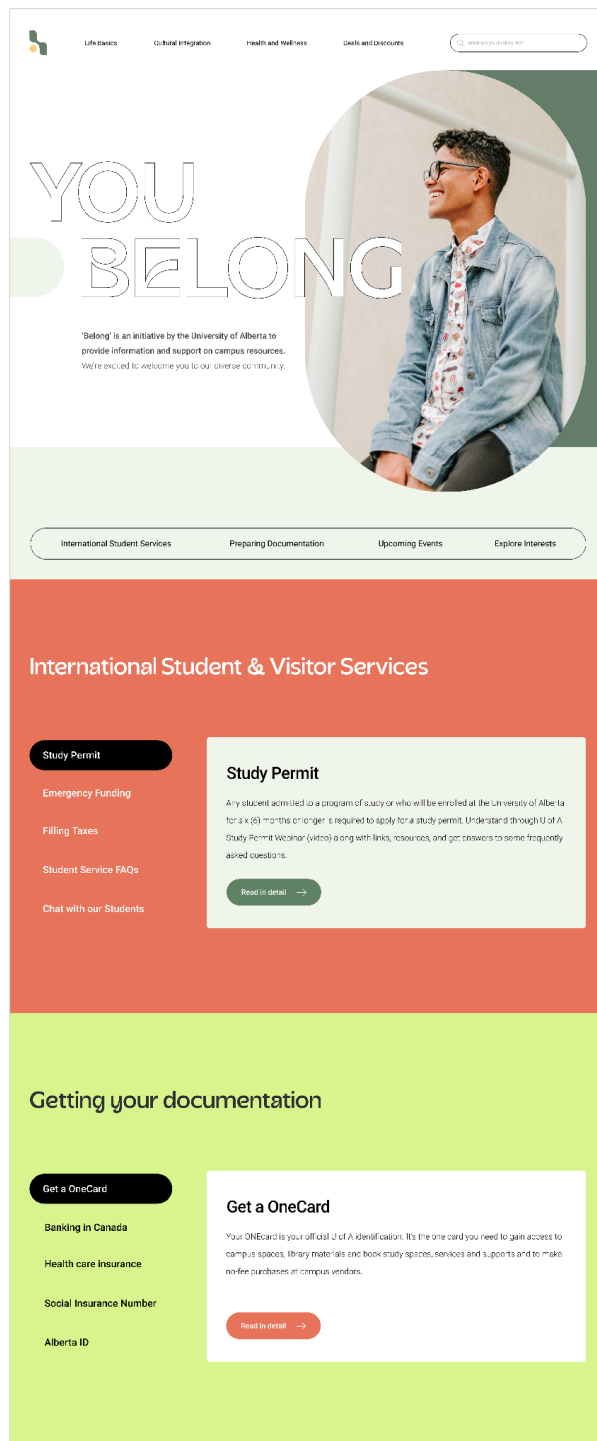 Life Basics
Cultural Integration
Health and Wellness
Deals and Discounts
What are you looking for?
YOU
BELONG
'Belong' is an initiative by the University of Alberta to
provide information and support on campus resources.
We're excited to welcome you to our diverse community.
International Student Services
Preparing Documentation
Upcoming Events
Explore Interests
International Student & Visitor Services
Study Permit
Emergency Funding
Filling Taxes
Student Service FAQs
Chat with our Students
Study Permit
Any student admitted to a program of study or who will be enrolled at the University of Alberta
for six (6) months or longer is required to apply for a study permit. Understand through U of A
Study Permit Webinar (video) along with links, resources, and get answers to some frequently
asked questions.
Read in detail
Getting your documentation
Get a OneCard
Banking in Canada
Health care insurance
Social Insurance Number
Alberta ID
Get a OneCard
Your ONEcard is your official U of A identification. It's the one card you need to gain access to
campus spaces, library materials and book study spaces, services and supports and to make
no-fee purchases at campus vendors.
Read in detail